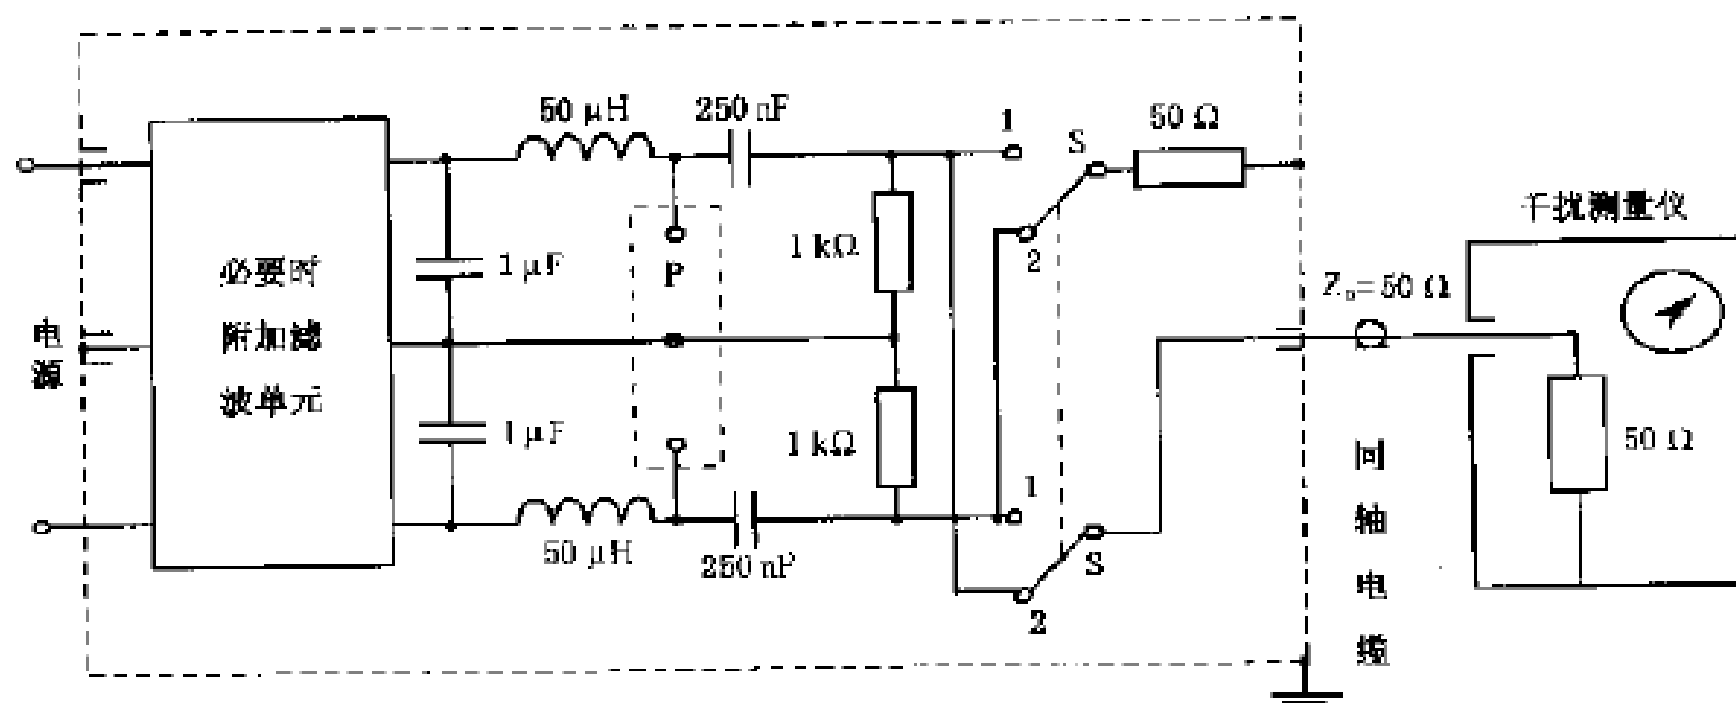 50 μH
250 nF
1
S
50 Ω
干扰测量仪
电源
必要时
附加滤
波单元
1 μF
P
1 kΩ
2
Z₀=50 Ω
1 μF
1 kΩ
50 Ω
同轴电缆
50 μH
250 nF
1
S
2